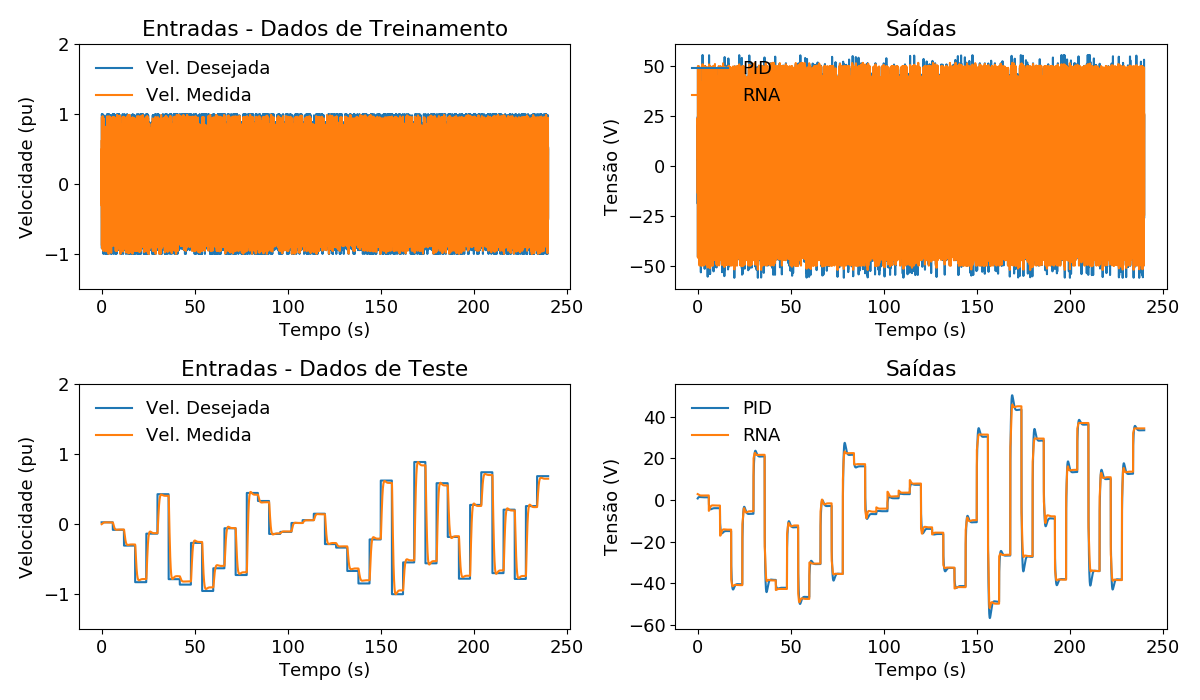 Entradas - Dados de Treinamento
Velocidade (pu)
2
1
0
−1
Vel. Desejada
Vel. Medida
0 50 100 150 200 250
Tempo (s)
Saídas
Tensão (V)
50
25
0
−25
−50
PID
RNA
0 50 100 150 200 250
Tempo (s)
Entradas - Dados de Teste
Velocidade (pu)
2
1
0
−1
Vel. Desejada
Vel. Medida
0 50 100 150 200 250
Tempo (s)
Saídas
Tensão (V)
40
20
0
−20
−40
−60
PID
RNA
0 50 100 150 200 250
Tempo (s)